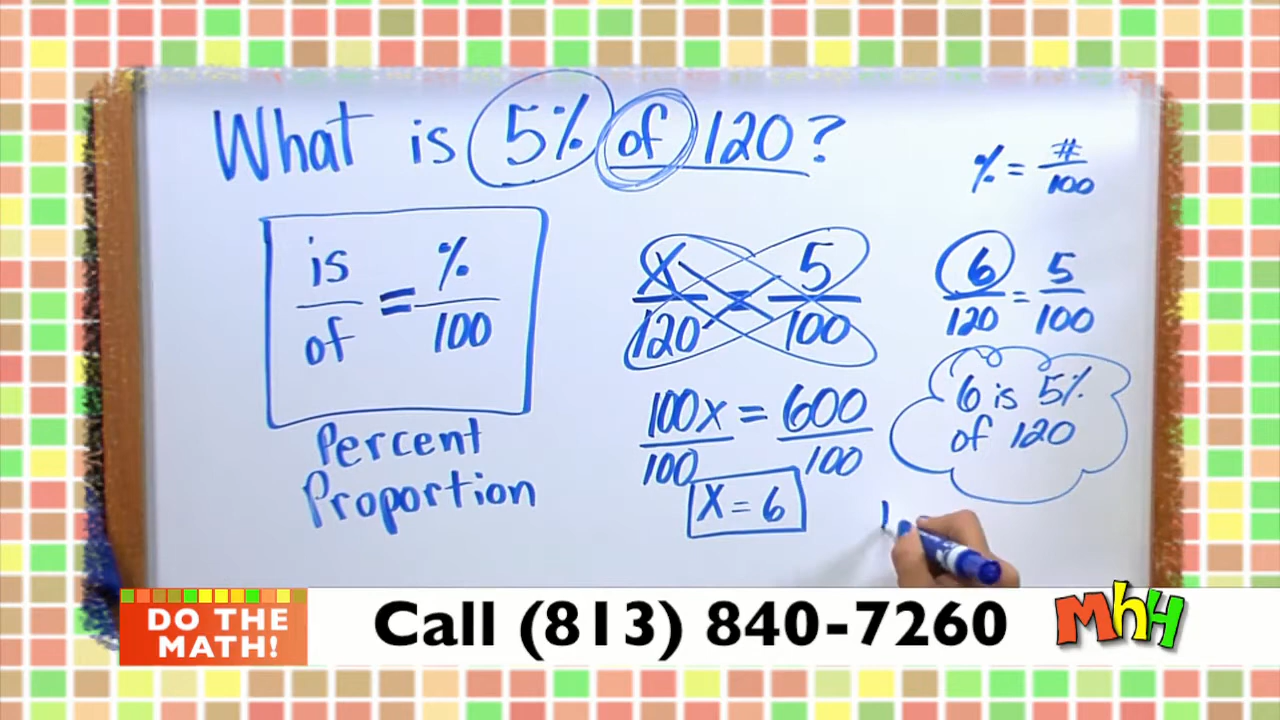 What is 5% of 120?
% = #/100
is/of = %/100
Percent
Proportion
x/120 = 5/100
100x/100 = 600/100
x = 6
6/120 = 5/100
6 is 5%
of 120
DO THE
MATH!
Call (813) 840-7260
Mh4